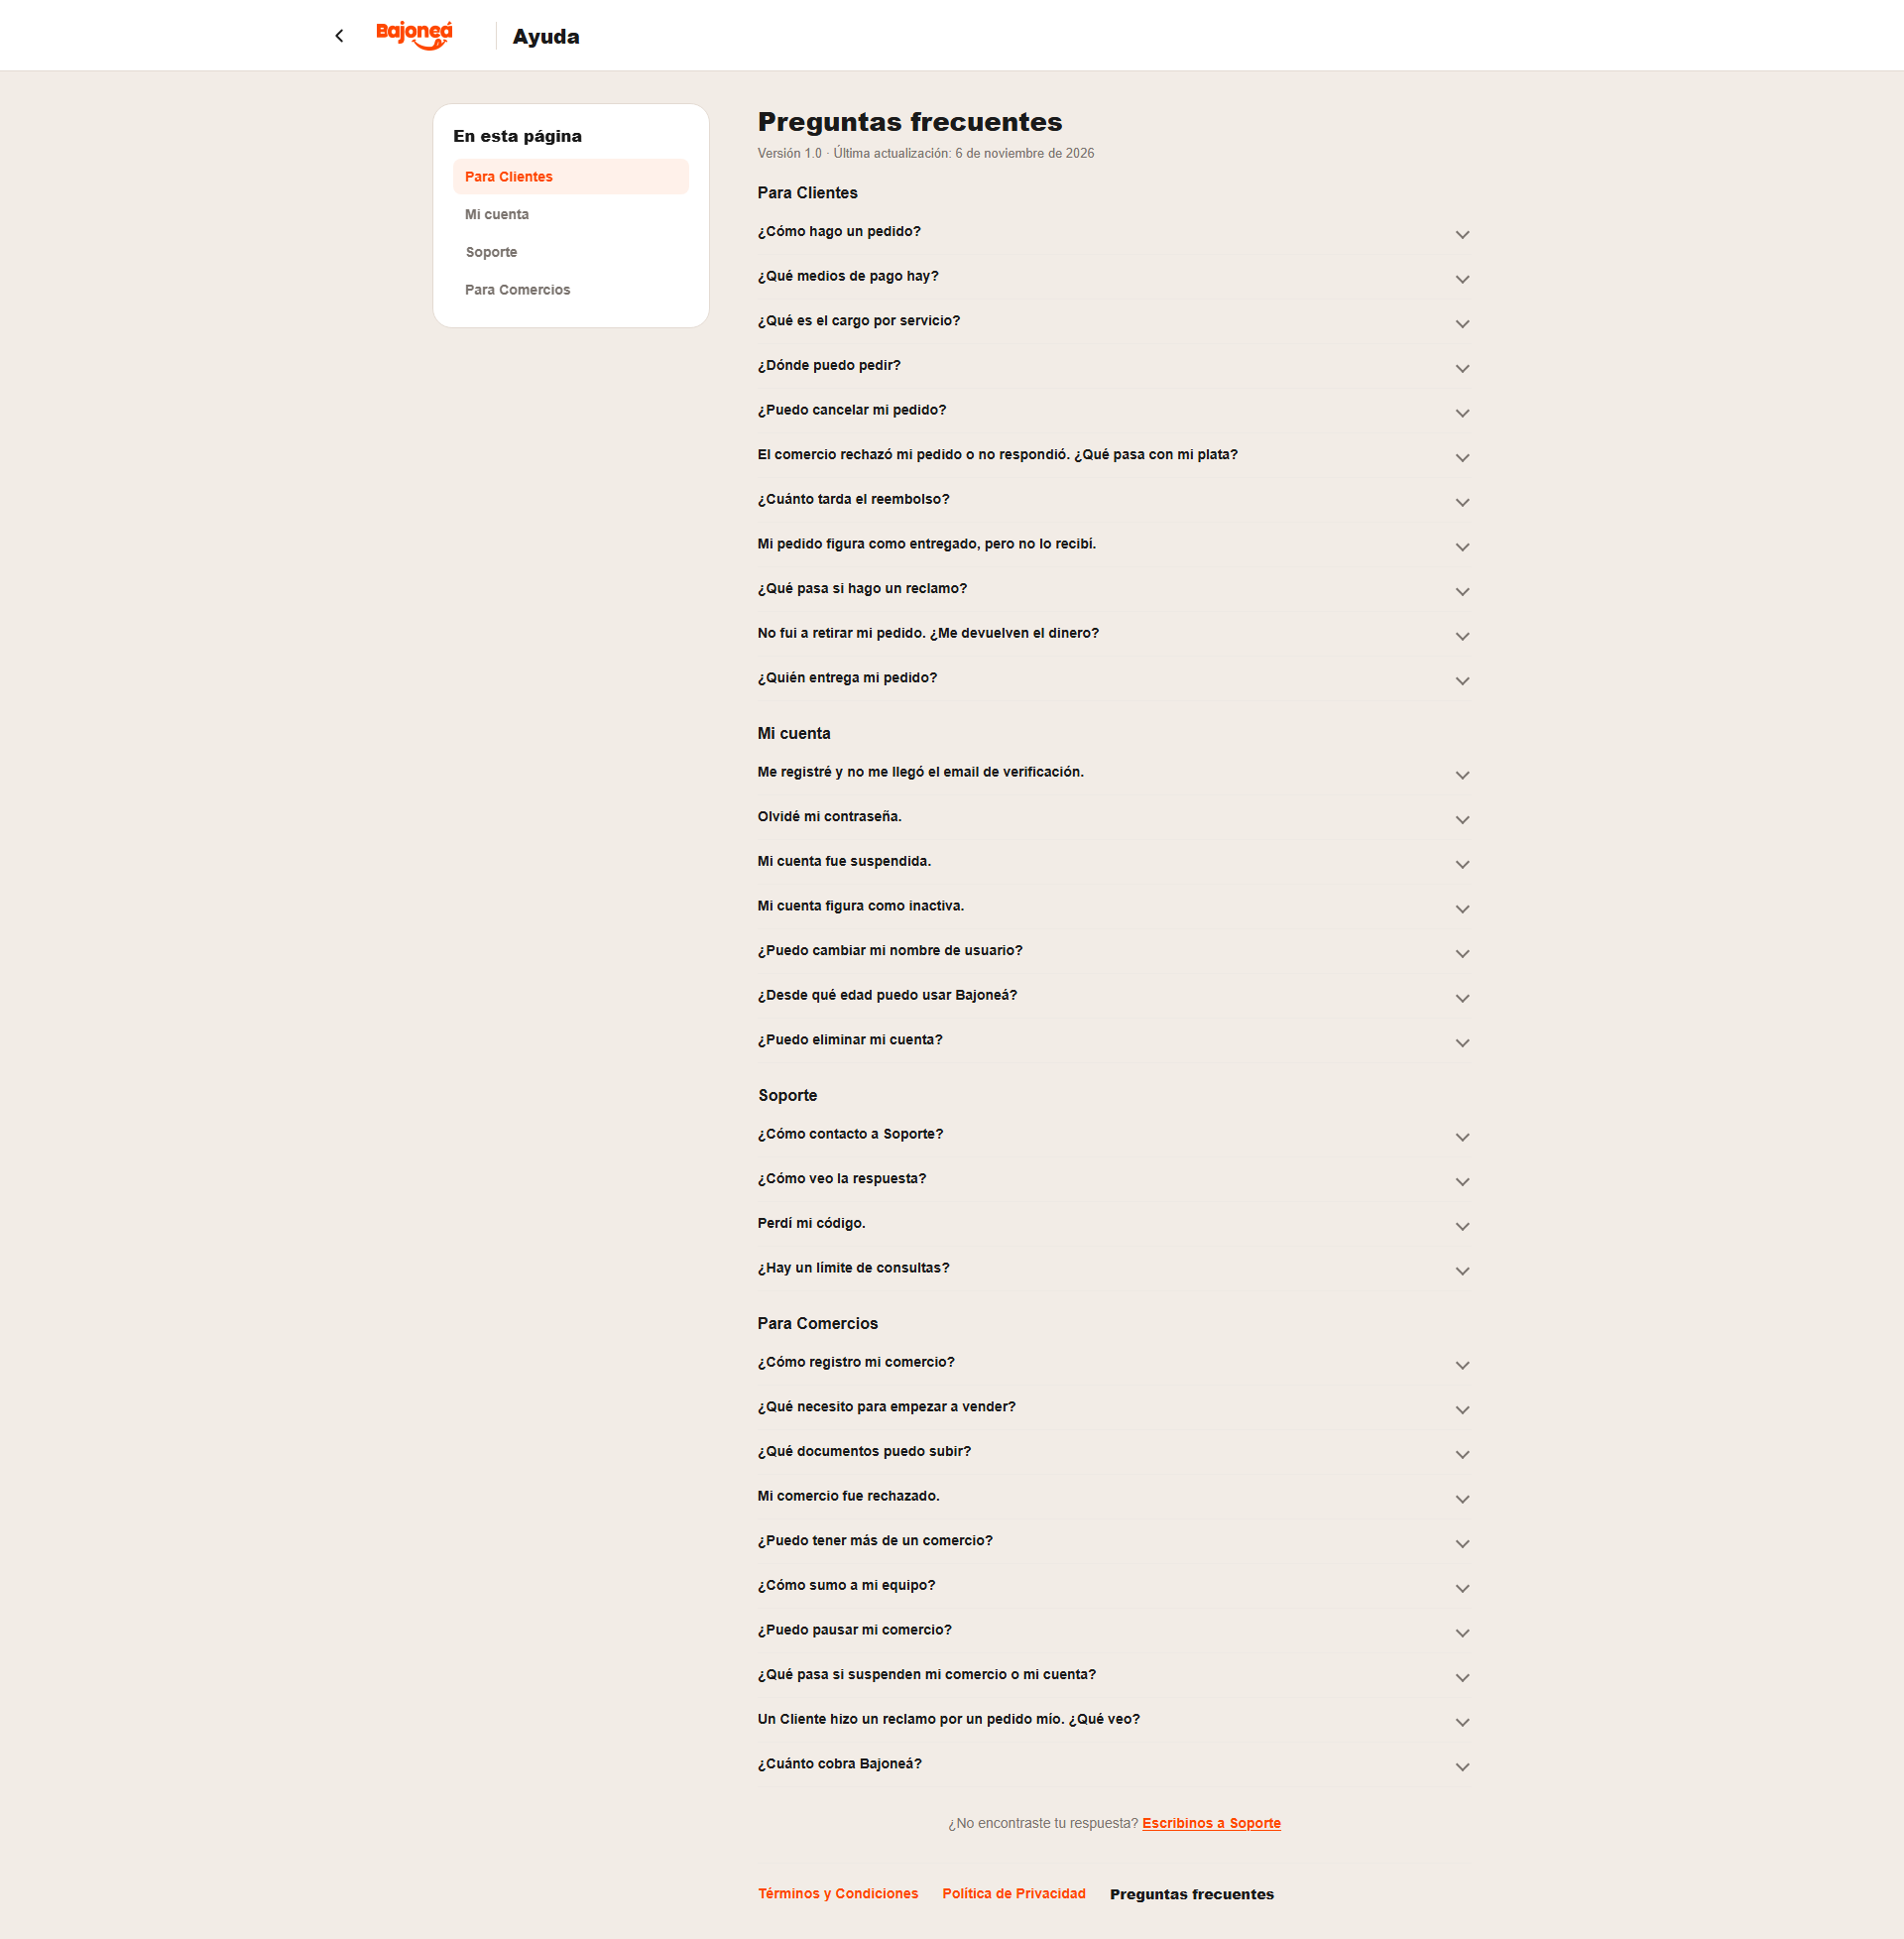 Bajoneá
Ayuda
En esta página
Para Clientes
Mi cuenta
Soporte
Para Comercios
Preguntas frecuentes
Versión 1.0 · Última actualización: 6 de noviembre de 2026
Para Clientes
¿Cómo hago un pedido?
¿Qué medios de pago hay?
¿Qué es el cargo por servicio?
¿Dónde puedo pedir?
¿Puedo cancelar mi pedido?
El comercio rechazó mi pedido o no respondió. ¿Qué pasa con mi plata?
¿Cuánto tarda el reembolso?
Mi pedido figura como entregado, pero no lo recibí.
¿Qué pasa si hago un reclamo?
No fui a retirar mi pedido. ¿Me devuelven el dinero?
¿Quién entrega mi pedido?
Mi cuenta
Me registré y no me llegó el email de verificación.
Olvidé mi contraseña.
Mi cuenta fue suspendida.
Mi cuenta figura como inactiva.
¿Puedo cambiar mi nombre de usuario?
¿Desde qué edad puedo usar Bajoneá?
¿Puedo eliminar mi cuenta?
Soporte
¿Cómo contacto a Soporte?
¿Cómo veo la respuesta?
Perdí mi código.
¿Hay un límite de consultas?
Para Comercios
¿Cómo registro mi comercio?
¿Qué necesito para empezar a vender?
¿Qué documentos puedo subir?
Mi comercio fue rechazado.
¿Puedo tener más de un comercio?
¿Cómo sumo a mi equipo?
¿Puedo pausar mi comercio?
¿Qué pasa si suspenden mi comercio o mi cuenta?
Un Cliente hizo un reclamo por un pedido mío. ¿Qué veo?
¿Cuánto cobra Bajoneá?
¿No encontraste tu respuesta? Escribinos a Soporte
Términos y Condiciones Política de Privacidad Preguntas frecuentes